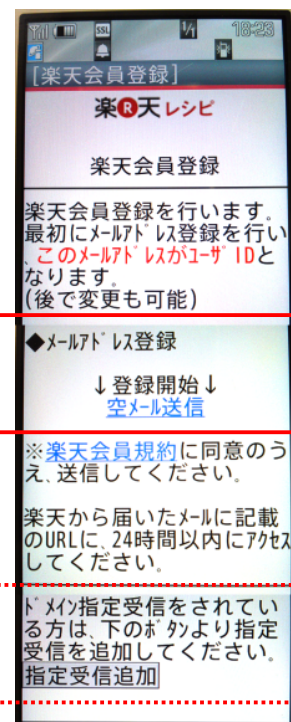 SSL 1/1 18:23
[楽天会員登録]
楽R天レシピ
楽天会員登録
楽天会員登録を行います。
最初にﾒｰﾙｱﾄﾞﾚｽ登録を行い
、このﾒｰﾙｱﾄﾞﾚｽがﾕｰｻﾞIDと
なります。
(後で変更も可能)
◆ﾒｰﾙｱﾄﾞﾚｽ登録
↓登録開始↓
空ﾒｰﾙ送信
※楽天会員規約に同意のう
え、送信してください。
楽天から届いたﾒｰﾙに記載
のURLに、24時間以内にｱｸｾｽ
してください。
ﾄﾞﾒｲﾝ指定受信をされてい
る方は、下のﾎﾞﾀﾝより指定
受信を追加してください。
指定受信追加